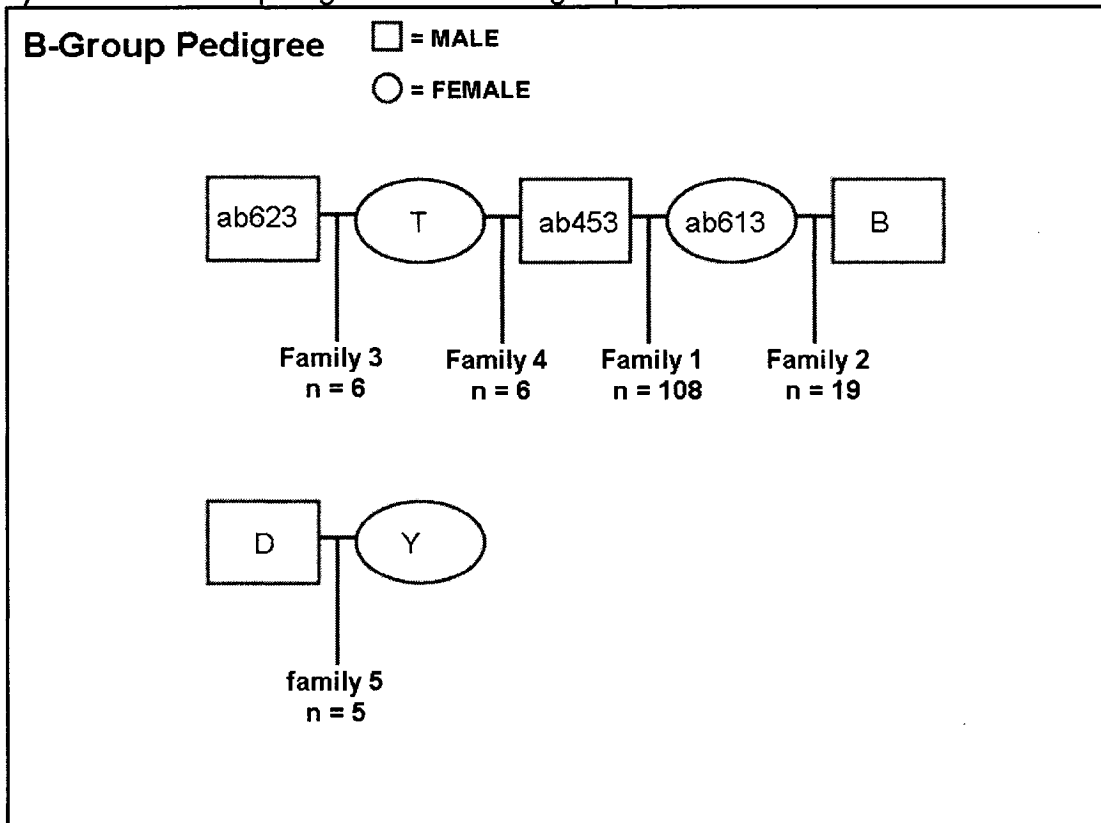 B-Group Pedigree
= MALE
= FEMALE
ab623 T ab453 ab613 B
Family 3 Family 4 Family 1 Family 2
n = 6 n = 6 n = 108 n = 19
D Y
family 5
n = 5